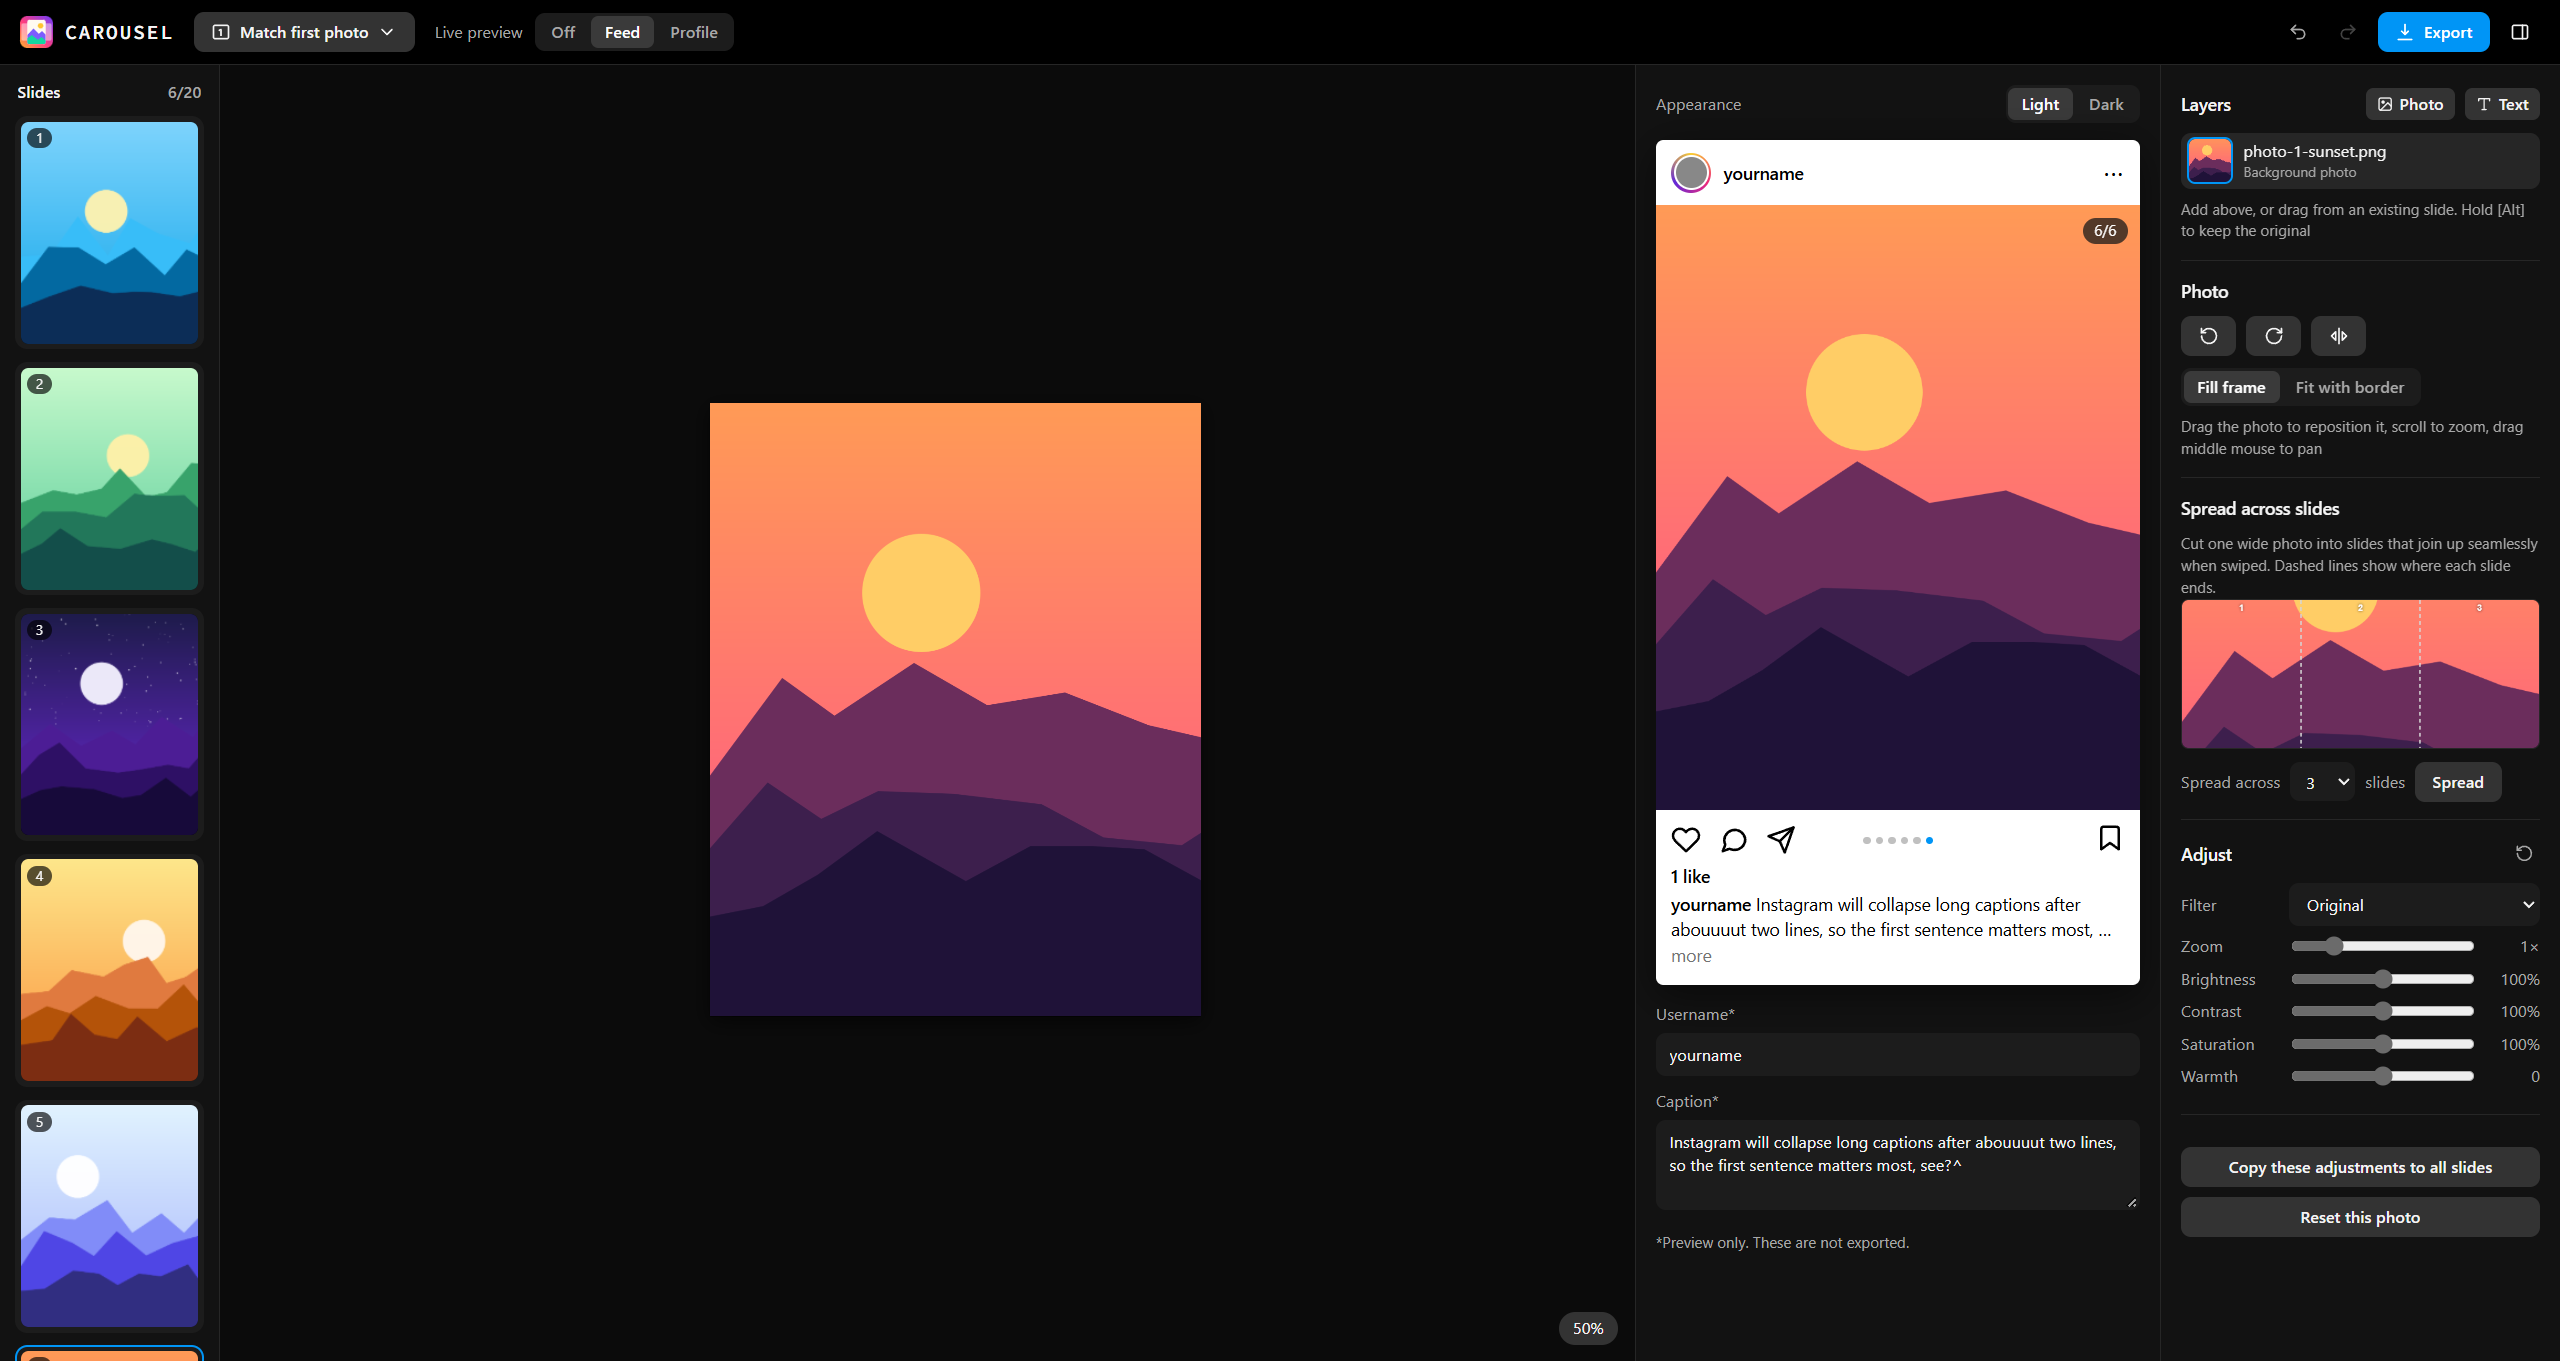 CAROUSEL
1 Match first photo
Live preview
Off
Feed
Profile
Export
Slides
6/20
1
2
3
4
5
50%
Appearance
Light
Dark
yourname
...
6/6
1 like
yourname Instagram will collapse long captions after
abouuuut two lines, so the first sentence matters most, ...
more
Username*
yourname
Caption*
Instagram will collapse long captions after abouuuut two lines,
so the first sentence matters most, see?^
*Preview only. These are not exported.
Layers
Photo
Text
photo-1-sunset.png
Background photo
Add above, or drag from an existing slide. Hold [Alt]
to keep the original
Photo
Fill frame
Fit with border
Drag the photo to reposition it, scroll to zoom, drag
middle mouse to pan
Spread across slides
Cut one wide photo into slides that join up seamlessly
when swiped. Dashed lines show where each slide
ends.
1
2
3
Spread across
3
slides
Spread
Adjust
Filter
Original
Zoom
1×
Brightness
100%
Contrast
100%
Saturation
100%
Warmth
0
Copy these adjustments to all slides
Reset this photo